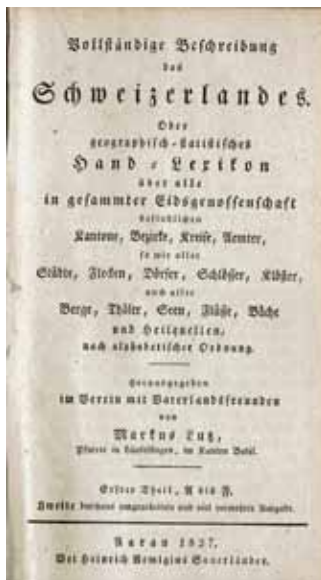 Vollständige Beschreibung
des
Schweizerlandes.
Oder
geographisch-statistisches
Hand-Lexikon
über alle
in gesammter Eidsgenossenschaft
befindlichen
Kantone, Bezirke, Kreise, Aemter,
so wie aller
Städte, Flecken, Dörfer, Schlösser, Klöster,
auch aller
Berge, Thäler, Seen, Flüsse, Bäche
und Heilquellen,
nach alphabetischer Ordnung.
Herausgegeben
im Verein mit Vaterlandsfreunden
von
Markus Lutz,
Pfarrer in Läufelfingen, im Kanton Basel.
Erster Theil, A bis F.
Zweite durchaus umgearbeitete und viel vermehrte Ausgabe.
Aarau 1827.
Bei Heinrich Remigius Sauerländer.